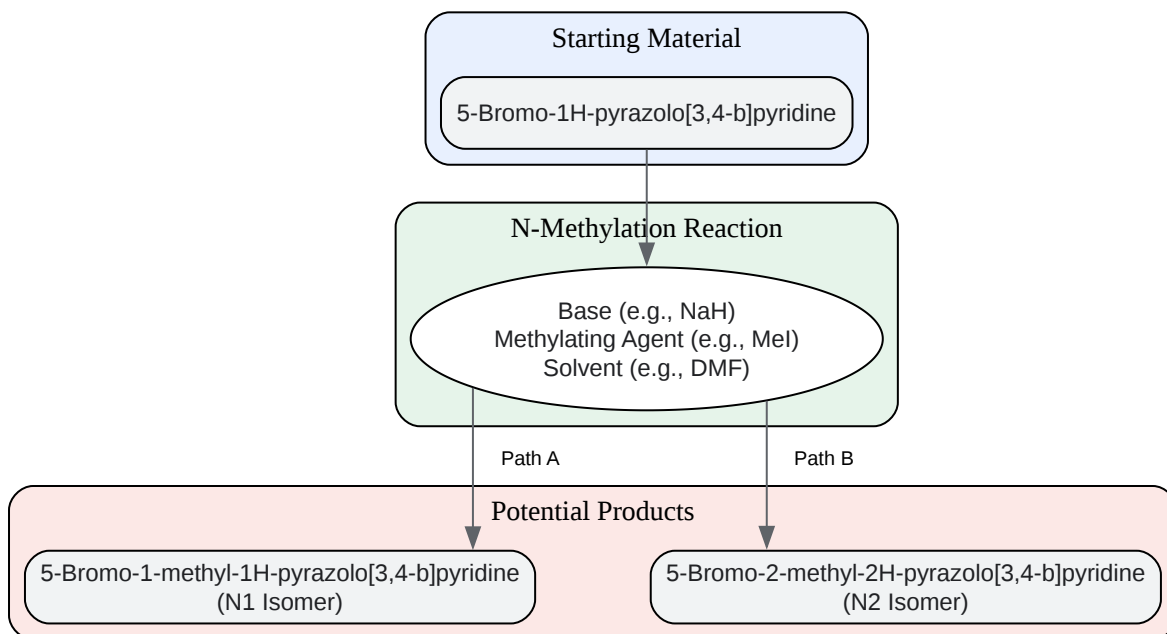 Starting Material
5-Bromo-1H-pyrazolo[3,4-b]pyridine
N-Methylation Reaction
Base (e.g., NaH)
Methylating Agent (e.g., MeI)
Solvent (e.g., DMF)
Path A
Path B
Potential Products
5-Bromo-1-methyl-1H-pyrazolo[3,4-b]pyridine
(N1 Isomer)
5-Bromo-2-methyl-2H-pyrazolo[3,4-b]pyridine
(N2 Isomer)